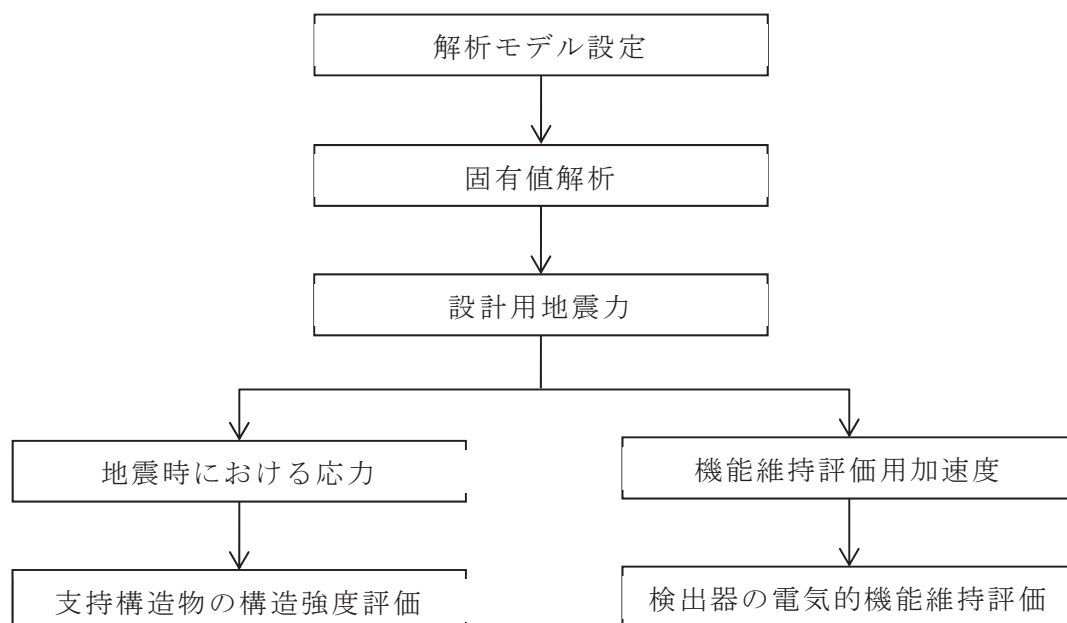 解析モデル設定
固有値解析
設計用地震力
地震時における応力
機能維持評価用加速度
支持構造物の構造強度評価
検出器の電気的機能維持評価